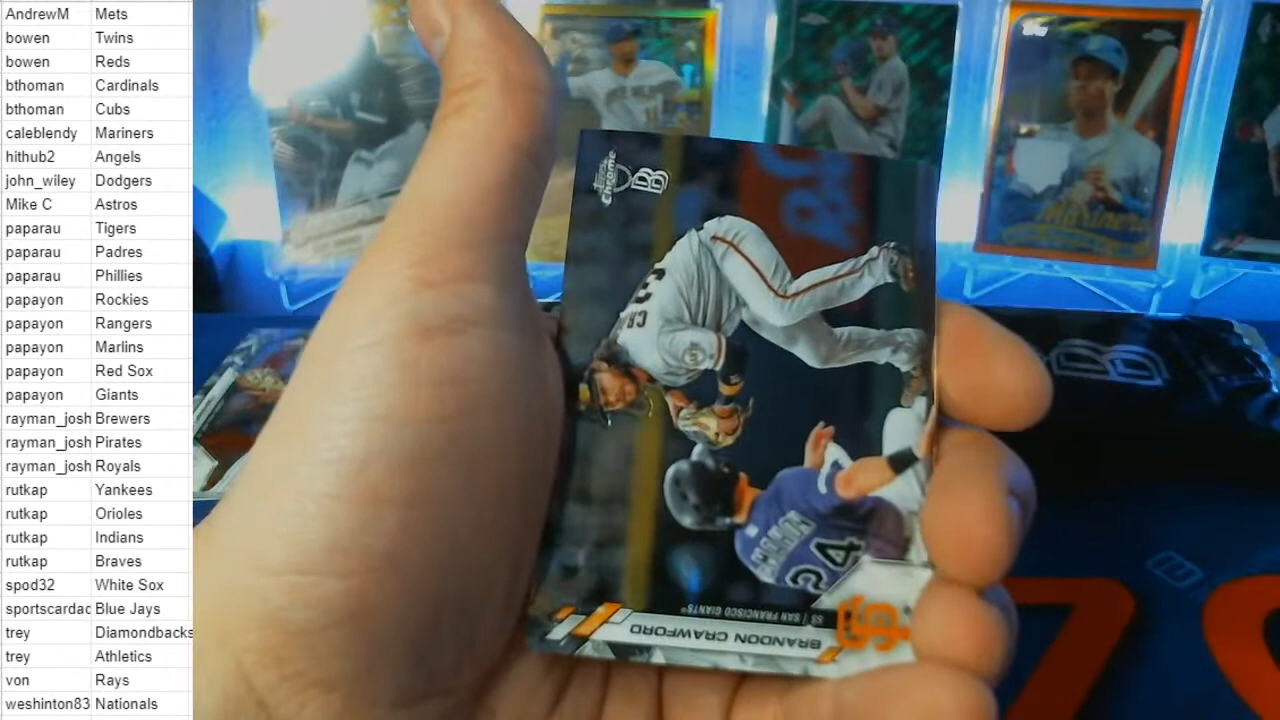 AndrewM Mets
bowen Twins
bowen Reds
bthoman Cardinals
bthoman Cubs
caleblendy Mariners
hithub2 Angels
john_wiley Dodgers
Mike C Astros
paparau Tigers
paparau Padres
paparau Phillies
papayon Rockies
papayon Rangers
papayon Marlins
papayon Red Sox
papayon Giants
rayman_josh Brewers
rayman_josh Pirates
rayman_josh Royals
rutkap Yankees
rutkap Orioles
rutkap Indians
rutkap Braves
spod32 White Sox
sportscardac Blue Jays
trey Diamondbacks
trey Athletics
von Rays
weshinton83 Nationals
Topps
Chrome
BRANDON CRAWFORD
SS | SAN FRANCISCO GIANTS®
SF
Mariners